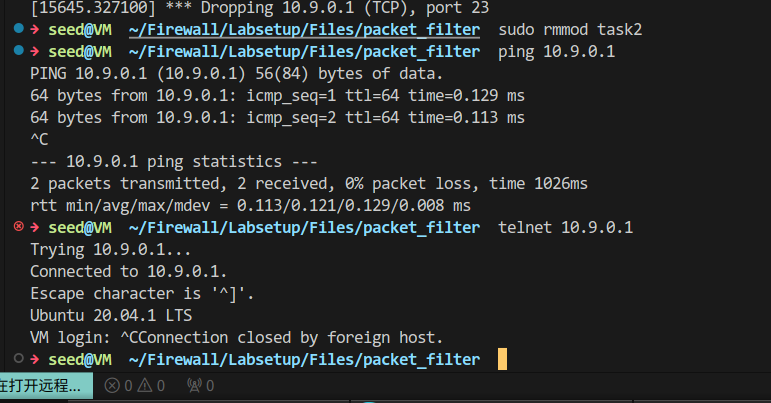 [15645.327100] *** Dropping 10.9.0.1 (TCP), port 23
seed@VM ~/Firewall/Labsetup/Files/packet_filter sudo rmmod task2
seed@VM ~/Firewall/Labsetup/Files/packet_filter ping 10.9.0.1
PING 10.9.0.1 (10.9.0.1) 56(84) bytes of data.
64 bytes from 10.9.0.1: icmp_seq=1 ttl=64 time=0.129 ms
64 bytes from 10.9.0.1: icmp_seq=2 ttl=64 time=0.113 ms
^C
--- 10.9.0.1 ping statistics ---
2 packets transmitted, 2 received, 0% packet loss, time 1026ms
rtt min/avg/max/mdev = 0.113/0.121/0.129/0.008 ms
seed@VM ~/Firewall/Labsetup/Files/packet_filter telnet 10.9.0.1
Trying 10.9.0.1...
Connected to 10.9.0.1.
Escape character is '^]'.
Ubuntu 20.04.1 LTS
VM login: ^CConnection closed by foreign host.
seed@VM ~/Firewall/Labsetup/Files/packet_filter
在打开远程... 0 0 0